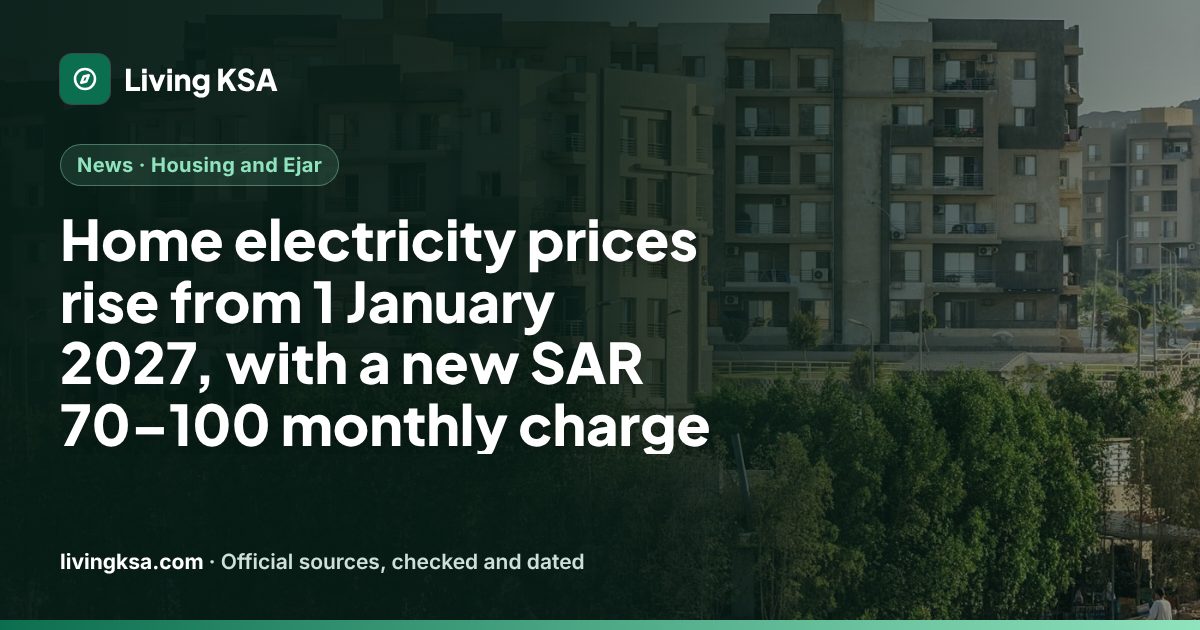 Living KSA
News · Housing and Ejar
Home electricity prices
rise from 1 January
2027, with a new SAR
70–100 monthly charge
livingksa.com · Official sources, checked and dated